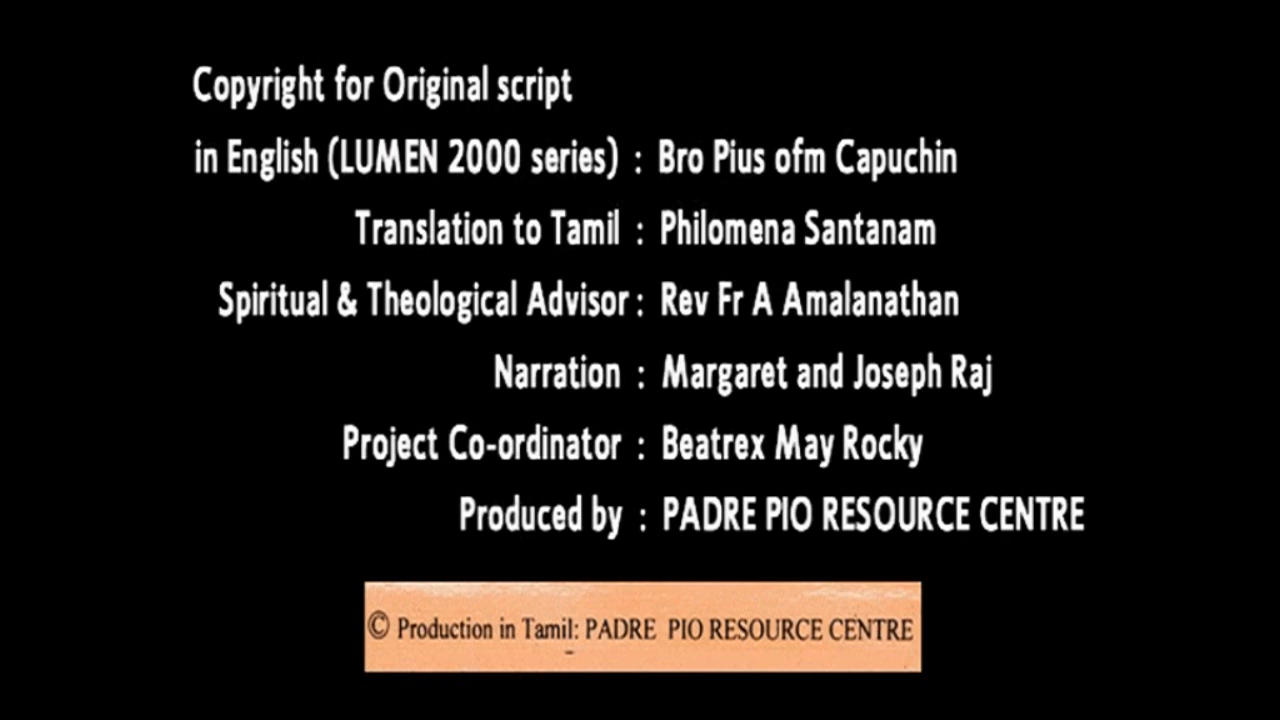 Copyright for Original script
in English (LUMEN 2000 series) : Bro Pius ofm Capuchin
Translation to Tamil : Philomena Santanam
Spiritual & Theological Advisor : Rev Fr A Amalanathan
Narration : Margaret and Joseph Raj
Project Co-ordinator : Beatrex May Rocky
Produced by : PADRE PIO RESOURCE CENTRE
© Production in Tamil: PADRE PIO RESOURCE CENTRE